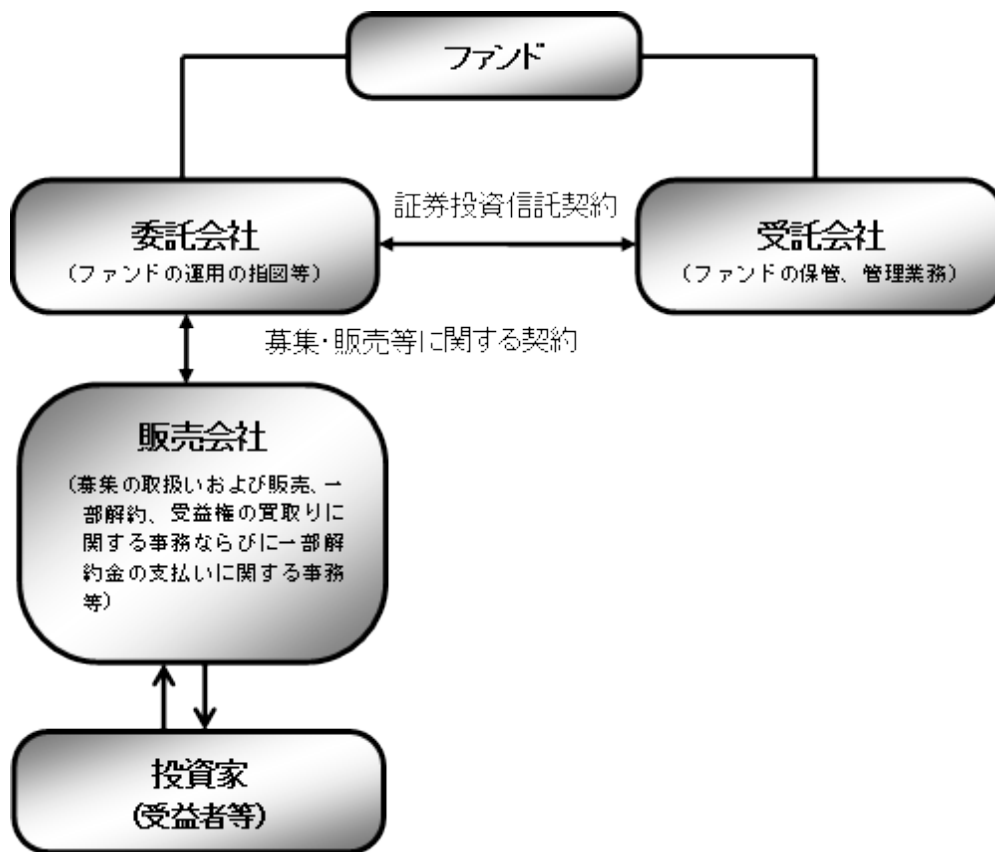 ファンド
証券投資信託契約
委託会社
（ファンドの運用の指図等）
受託会社
（ファンドの保管、管理業務）
募集・販売等に関する契約
販売会社
（募集の取扱いおよび販売、一
部解約、受益権の買取りに
関する事務ならびに一部解
約金の支払いに関する事務
等）
投資家
(受益者等)